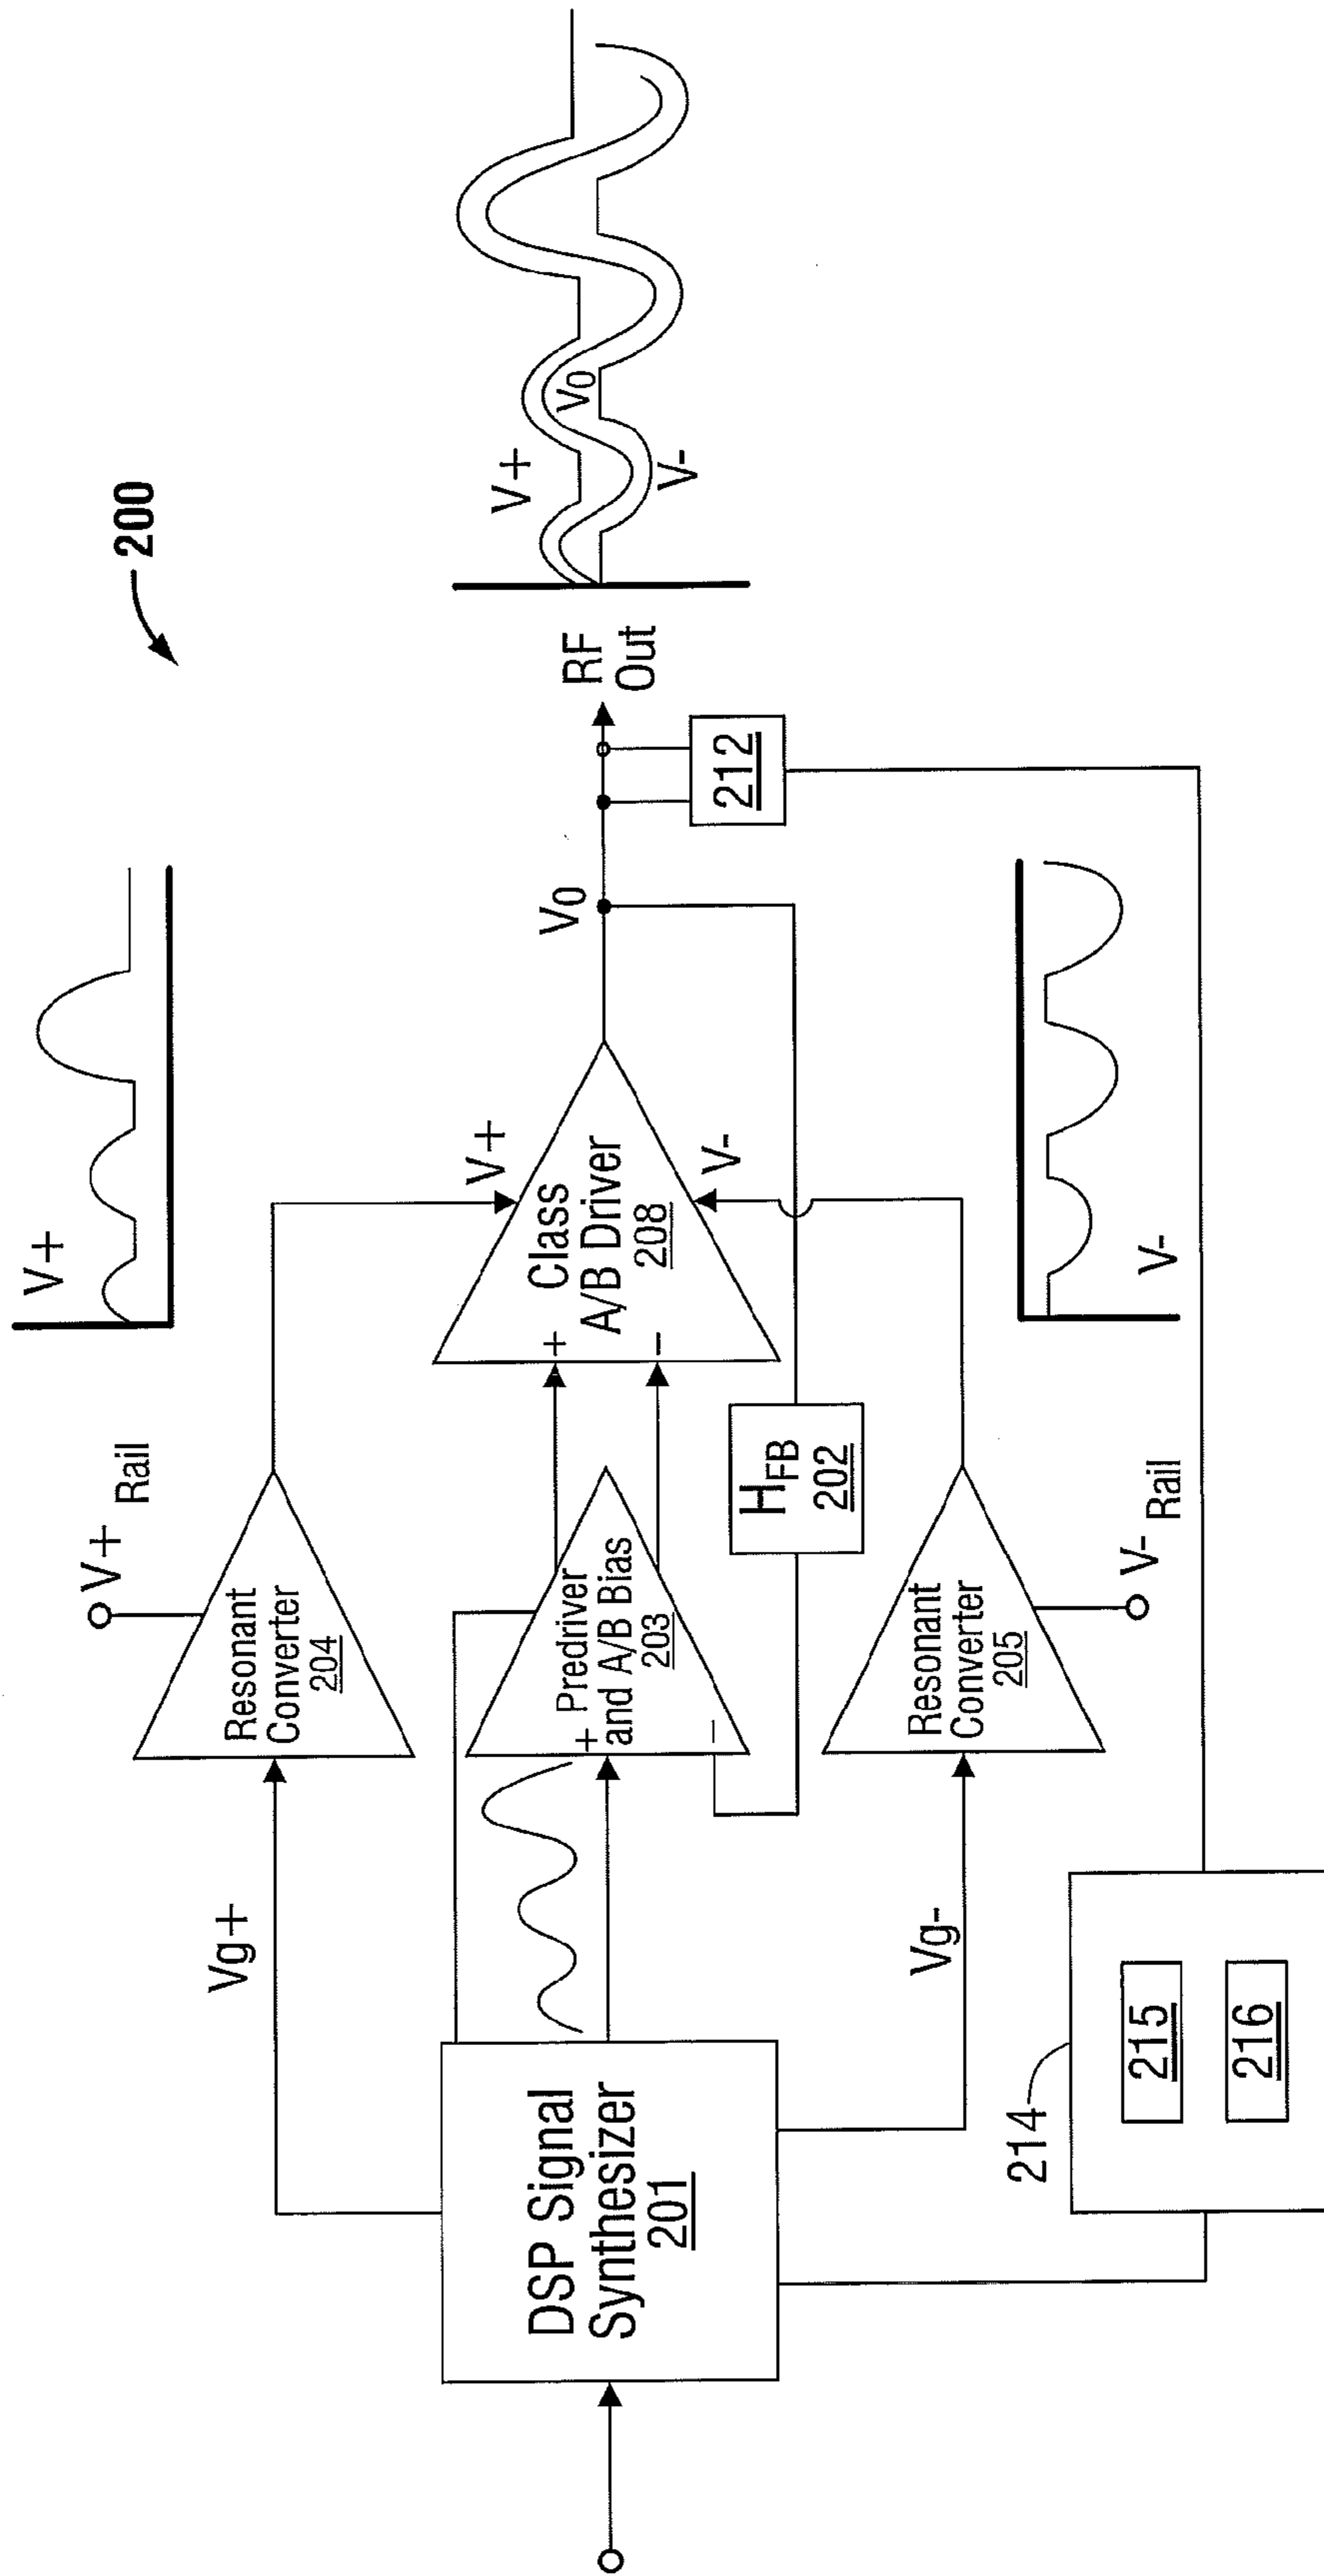 200
V+
V+
Rail
Resonant
Converter
204
Vg+
V+
V+
V0
V-
DSP Signal
Synthesizer
201
+
Predriver
and A/B Bias
203
-
+
-
Class
A/B Driver
208
V0
RF
Out
212
HFB
202
V-
Vg-
Resonant
Converter
205
V-
Rail
V-
214
215
216